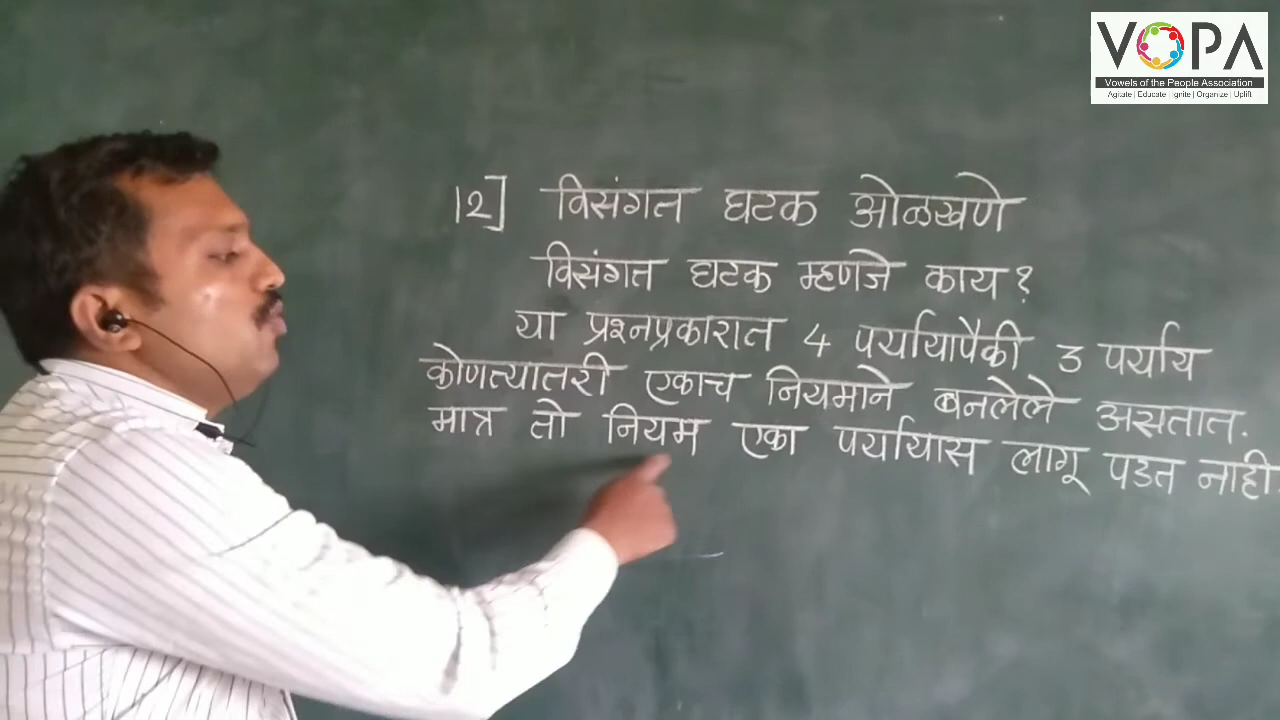 VOPA
Vowels of the People Association
Agitate | Educate | Ignite | Organize | Uplift
12] विसंगत घटक ओळखणे
विसंगत घटक म्हणजे काय?
या प्रश्नप्रकारात 4 पर्यायापैकी 3 पर्याय
कोणत्यातरी एकाच नियमाने बनलेले असतात.
मात्र तो नियम एका पर्यायास लागू पडत नाही.